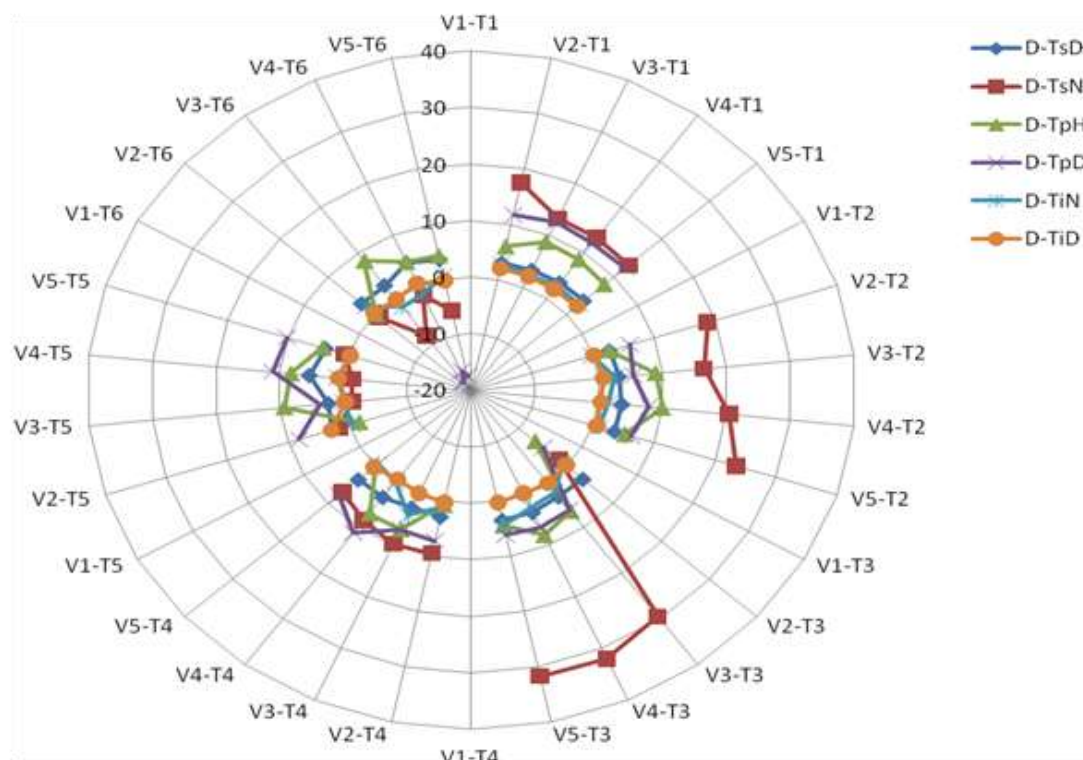 V1-T1
V2-T1
V3-T1
V4-T1
V5-T1
V1-T2
V2-T2
V3-T2
V4-T2
V5-T2
V1-T3
V2-T3
V3-T3
V4-T3
V5-T3
V1-T4
V2-T4
V3-T4
V4-T4
V5-T4
V1-T5
V2-T5
V3-T5
V4-T5
V5-T5
V1-T6
V2-T6
V3-T6
V4-T6
V5-T6
40
30
20
10
0
-10
-20
D-TsD
D-TsN
D-TpH
D-TpD
D-TiN
D-TiD